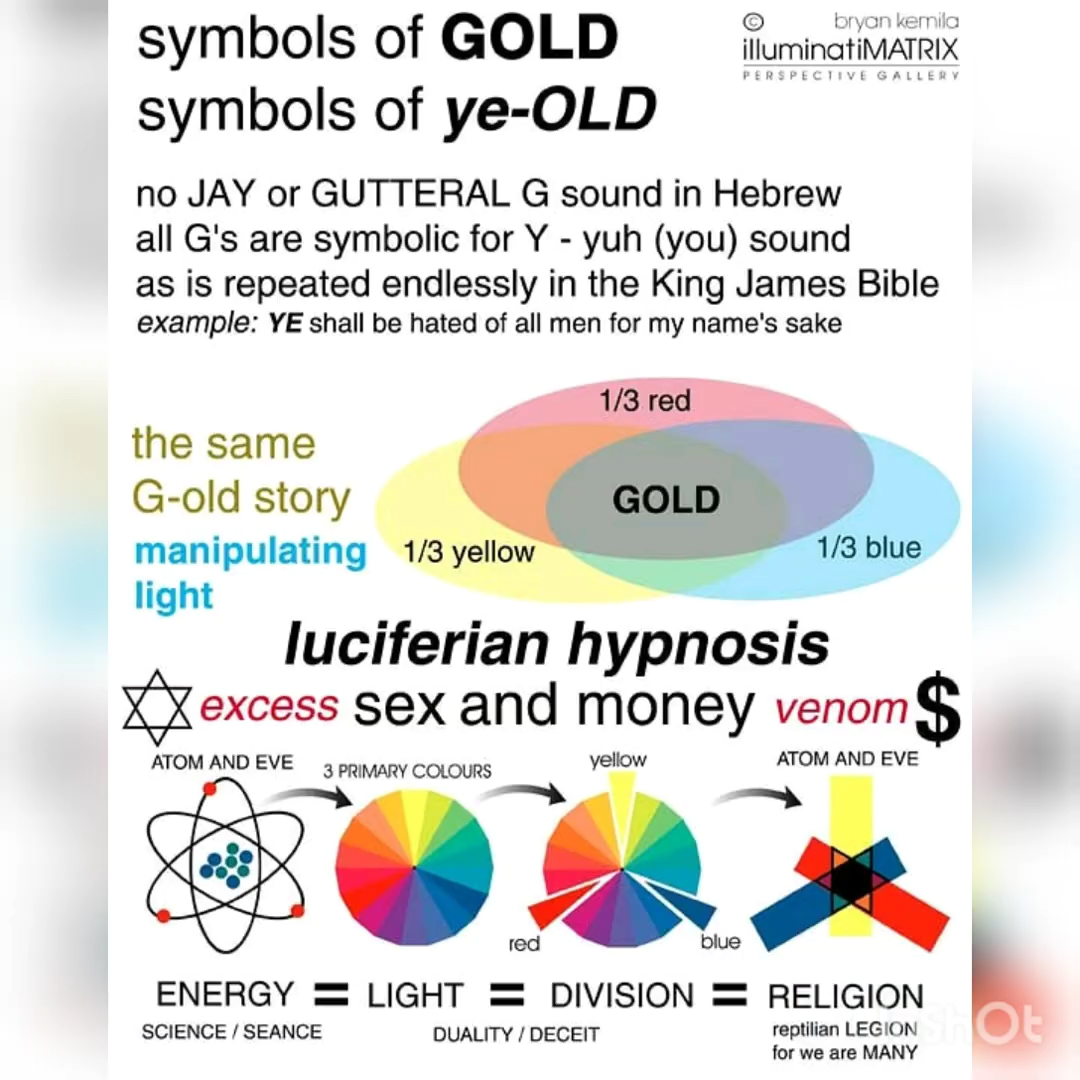 symbols of GOLD
© bryan kemila
illuminatiMATRIX
PERSPECTIVE GALLERY
symbols of ye-OLD
no JAY or GUTTERAL G sound in Hebrew
all G's are symbolic for Y - yuh (you) sound
as is repeated endlessly in the King James Bible
example: YE shall be hated of all men for my name's sake
1/3 red
the same
G-old story
GOLD
manipulating
light
1/3 yellow
1/3 blue
luciferian hypnosis
excess sex and money venom $
ATOM AND EVE
3 PRIMARY COLOURS
yellow
ATOM AND EVE
red
blue
ENERGY = LIGHT = DIVISION = RELIGION
SCIENCE / SEANCE
DUALITY / DECEIT
reptilian LEGION
for we are MANY